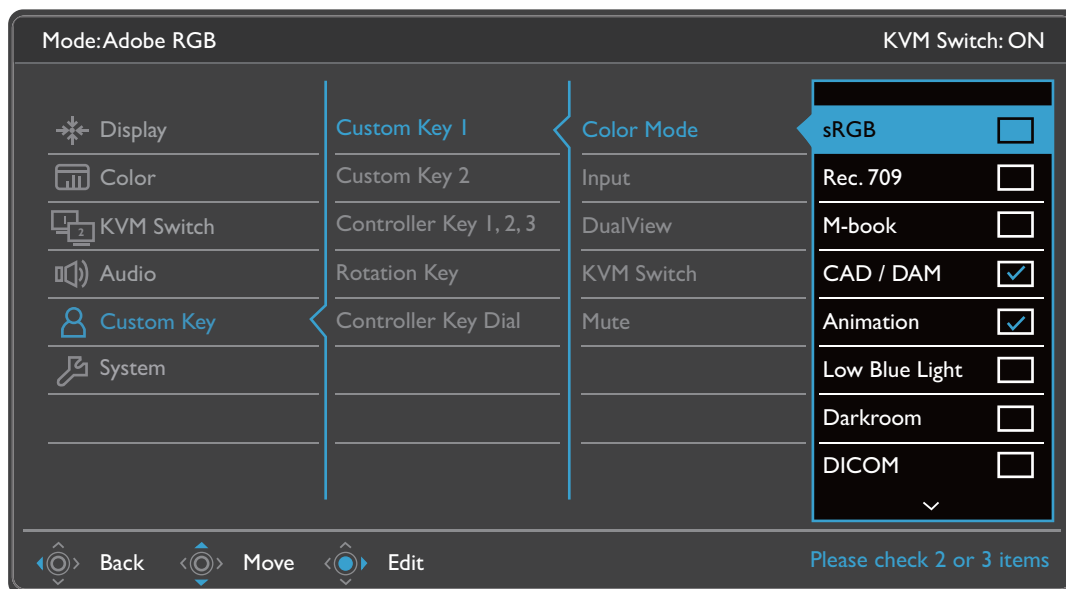 Mode:Adobe RGB
KVM Switch: ON
Display
Color
1
2
KVM Switch
Audio
Custom Key
System
Custom Key 1
Custom Key 2
Controller Key 1, 2, 3
Rotation Key
Controller Key Dial
Color Mode
Input
DualView
KVM Switch
Mute
sRGB
Rec. 709
M-book
CAD / DAM
Animation
Low Blue Light
Darkroom
DICOM
Back
Move
Edit
Please check 2 or 3 items